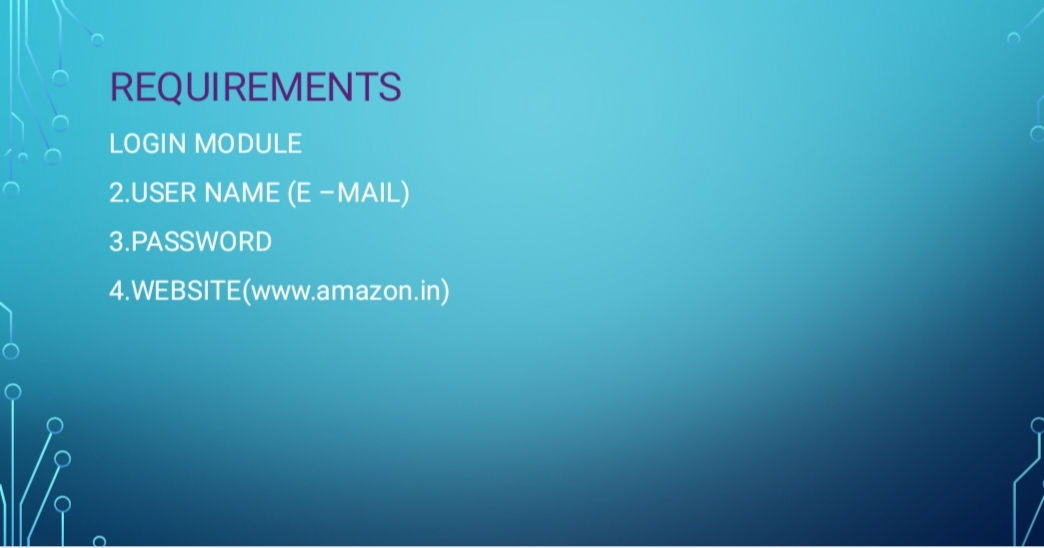 REQUIREMENTS
LOGIN MODULE
2.USER NAME (E –MAIL)
3.PASSWORD
4.WEBSITE(www.amazon.in)